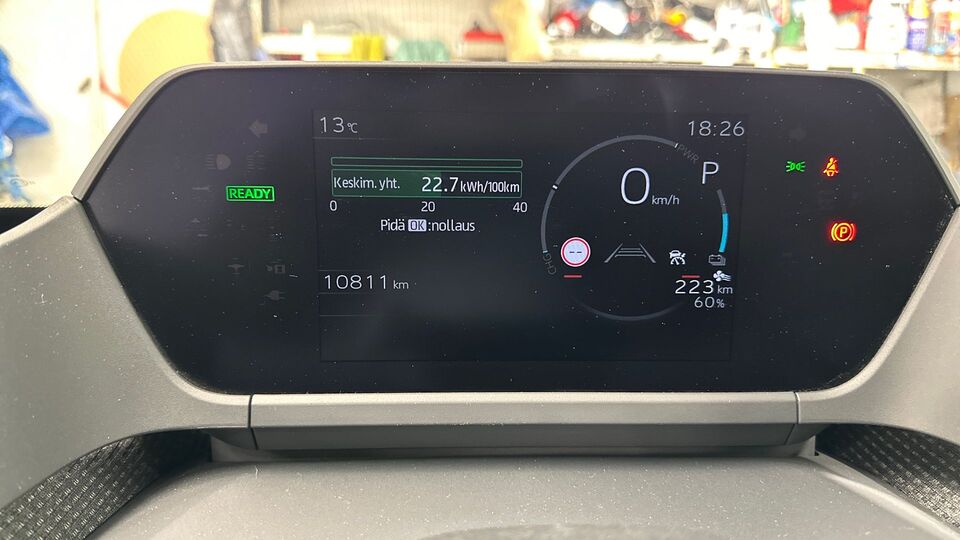 13°C
18:26
PWR
P
READY
Keskim. yht. 22.7 kWh/100km
0 20 40
0 km/h
Pidä OK :nollaus
(P)
--
CHG
10811 km
223 km
60%